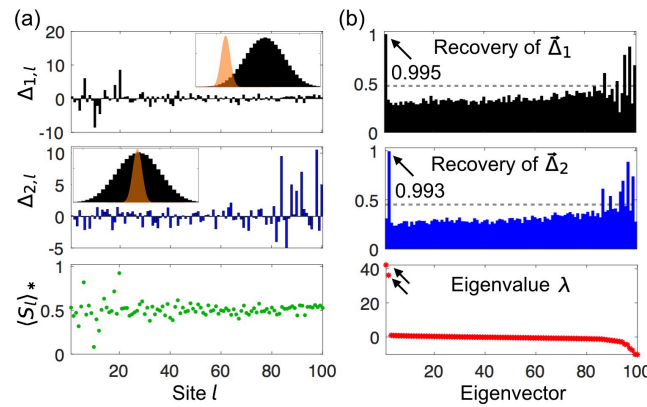 (a)
20
10
0
-10
Δ₁,l
10
5
0
-5
Δ₂,l
1
0.5
0
⟨Sl⟩*
20 40 60 80 100
Site l
(b)
1
0.5
0
Recovery of Δ⃗₁
0.995
1
0.5
0
Recovery of Δ⃗₂
0.993
40
20
0
Eigenvalue λ
20 40 60 80 100
Eigenvector